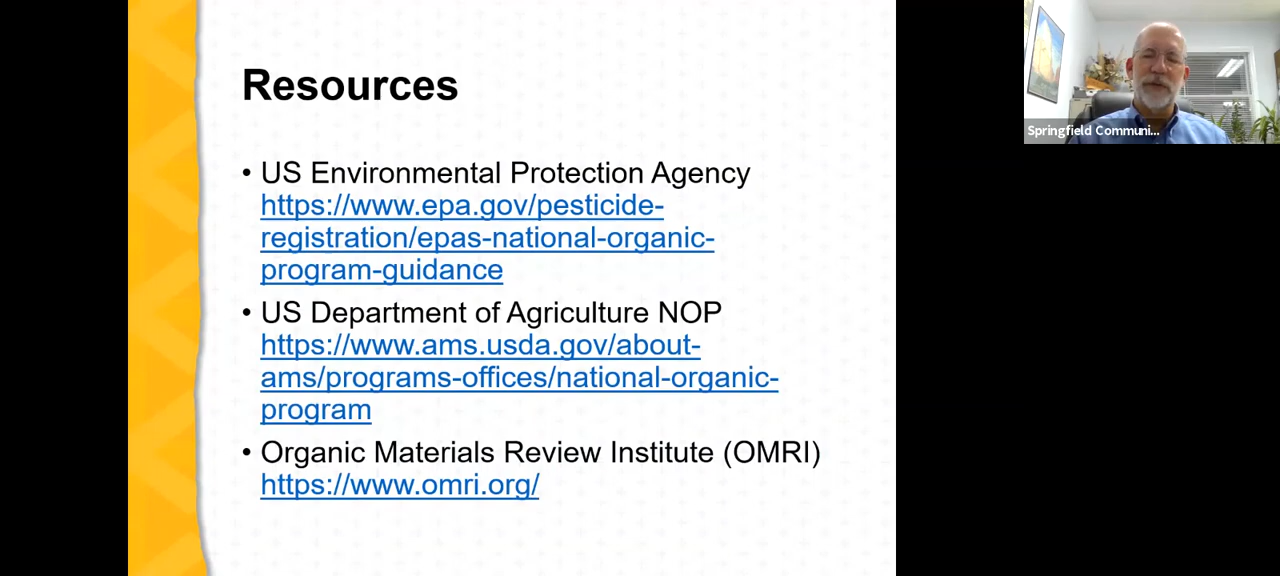 Resources
• US Environmental Protection Agency
https://www.epa.gov/pesticide-
registration/epas-national-organic-
program-guidance
• US Department of Agriculture NOP
https://www.ams.usda.gov/about-
ams/programs-offices/national-organic-
program
• Organic Materials Review Institute (OMRI)
https://www.omri.org/
Springfield Communi...